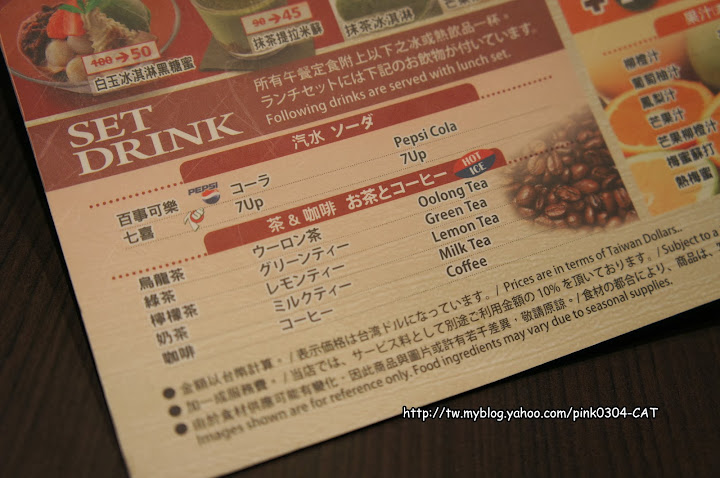 100→50
白玉冰淇淋黑糖蜜
90→45
抹茶提拉米酥
抹茶冰淇淋
芒果
SET
DRINK
所有午餐定食附上以下之冰或熱飲品一杯。
ランチセットには下記のお飲物が付いています。
Following drinks are served with lunch set.
汽水 ソーダ
百事可樂 PEPSI コーラ Pepsi Cola
七喜 7Up 7Up
茶 & 咖啡 お茶とコーヒー HOT ICE
烏龍茶 ウーロン茶 Oolong Tea
綠茶 グリーンティー Green Tea
檸檬茶 レモンティー Lemon Tea
奶茶 ミルクティー Milk Tea
咖啡 コーヒー Coffee
果汁
柳橙汁
葡萄柚汁
鳳梨汁
芒果汁
芒果柳橙汁
機蜜蘇打
熱機蜜
● 金額以台幣計算。/ 表示価格は台湾ドルになっています。/ Prices are in terms of Taiwan Dollars..
● 加一成服務費。/ 当店では、サービス料として別途ご利用金額の10%を頂いております。/ Subject to a
● 由於食材供應可能有變化，因此商品與圖片或許有若干差異，敬請原諒。/ 食材の都合により、商品は、
Images shown are for reference only. Food ingredients may vary due to seasonal supplies.
http://tw.myblog.yahoo.com/pink0304-CAT